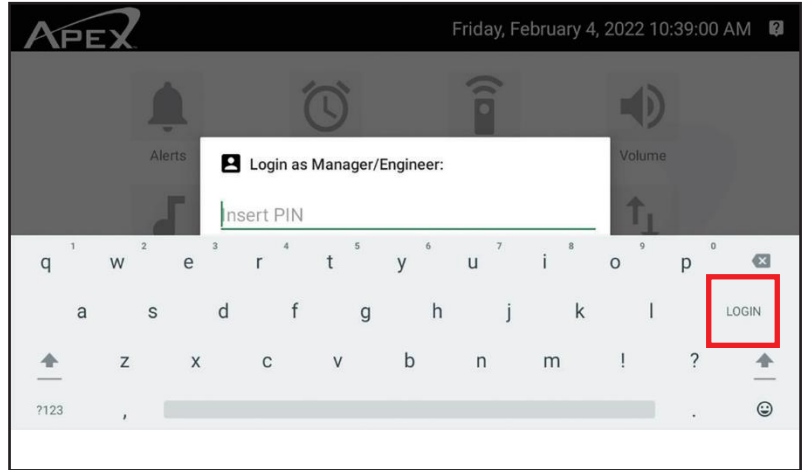 APEX
Friday, February 4, 2022 10:39:00 AM ?
Alerts
Volume
Login as Manager/Engineer:
Insert PIN
1 2 3 4 5 6 7 8 9 0
q w e r t y u i o p
a s d f g h j k l LOGIN
z x c v b n m ! ?
?123 , .